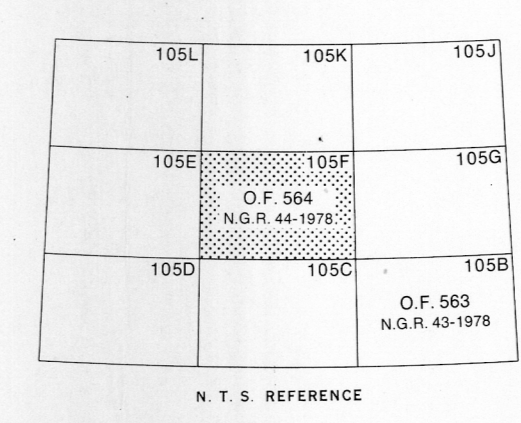 105L 105K 105J
105E 105F 105G
O.F. 564
N.G.R. 44-1978
105D 105C 105B
O.F. 563
N.G.R. 43-1978
N. T. S. REFERENCE